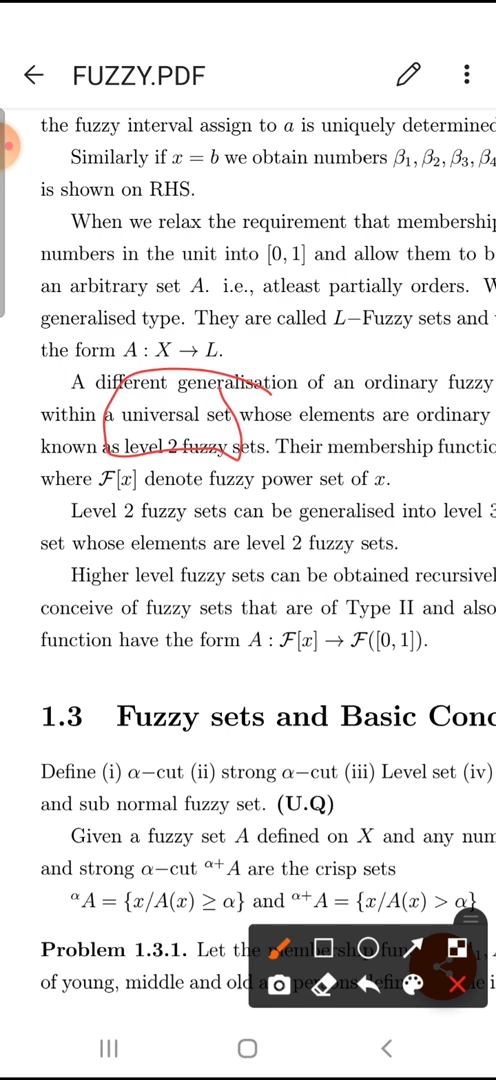 FUZZY.PDF
the fuzzy interval assign to a is uniquely determined
Similarly if x = b we obtain numbers β₁, β₂, β₃, β₄
is shown on RHS.
When we relax the requirement that membership
numbers in the unit into [0, 1] and allow them to b
an arbitrary set A. i.e., atleast partially orders. W
generalised type. They are called L−Fuzzy sets and
the form A : X → L.
A different generalisation of an ordinary fuzzy
within a universal set whose elements are ordinary
known as level 2 fuzzy sets. Their membership functio
where ℱ[x] denote fuzzy power set of x.
Level 2 fuzzy sets can be generalised into level 3
set whose elements are level 2 fuzzy sets.
Higher level fuzzy sets can be obtained recursivel
conceive of fuzzy sets that are of Type II and also
function have the form A : ℱ[x] → ℱ([0, 1]).
1.3 Fuzzy sets and Basic Conc
Define (i) α−cut (ii) strong α−cut (iii) Level set (iv)
and sub normal fuzzy set. (U.Q)
Given a fuzzy set A defined on X and any num
and strong α−cut ᵅ⁺A are the crisp sets
ᵅA = {x/A(x) ≥ α} and ᵅ⁺A = {x/A(x) > α}
Problem 1.3.1. Let the membership fun
of young, middle and old